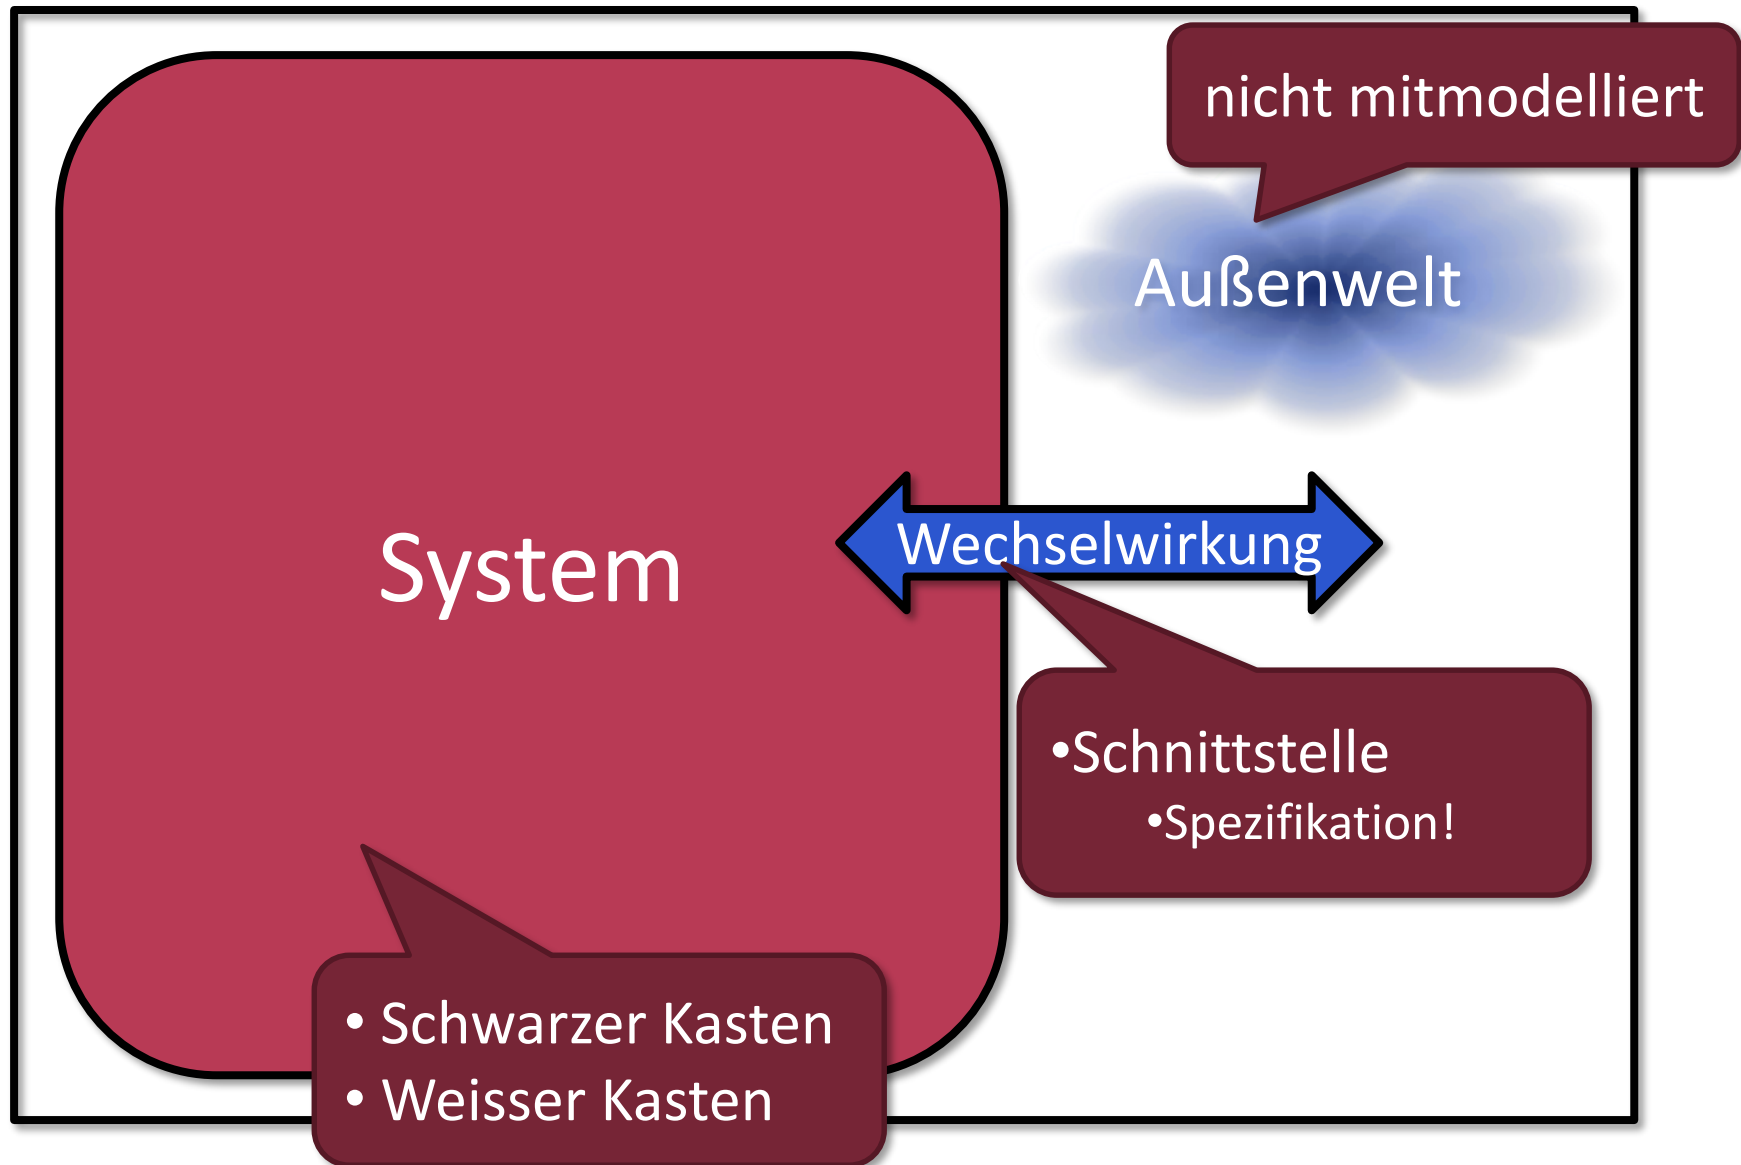 nicht mitmodelliert
Außenwelt
System
Wechselwirkung
•Schnittstelle
•Spezifikation!
• Schwarzer Kasten
• Weisser Kasten